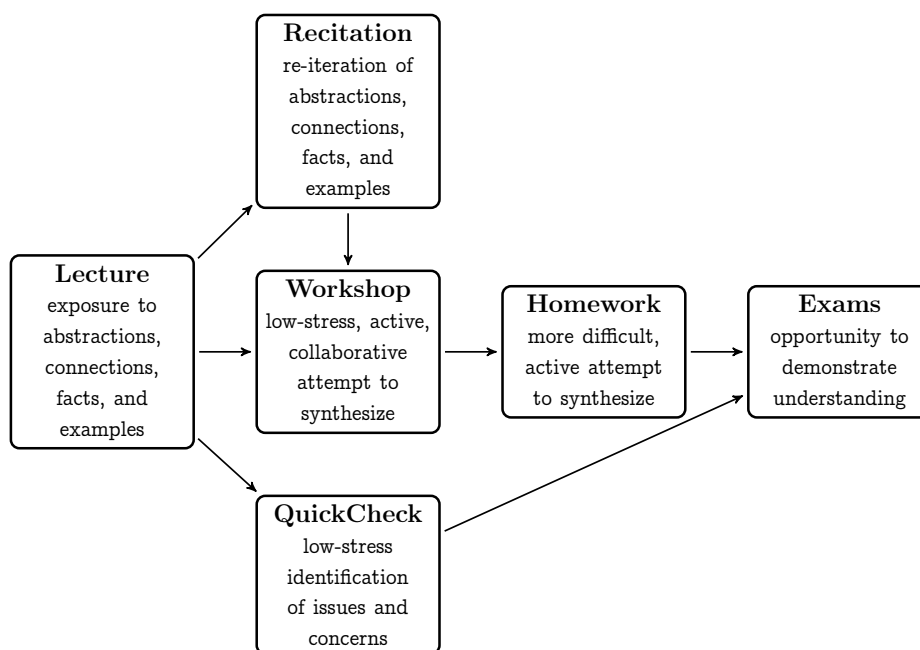 Recitation
re-iteration of
abstractions,
connections,
facts, and
examples
Lecture
exposure to
abstractions,
connections,
facts, and
examples
Workshop
low-stress, active,
collaborative
attempt to
synthesize
Homework
more difficult,
active attempt
to synthesize
Exams
opportunity to
demonstrate
understanding
QuickCheck
low-stress
identification
of issues and
concerns